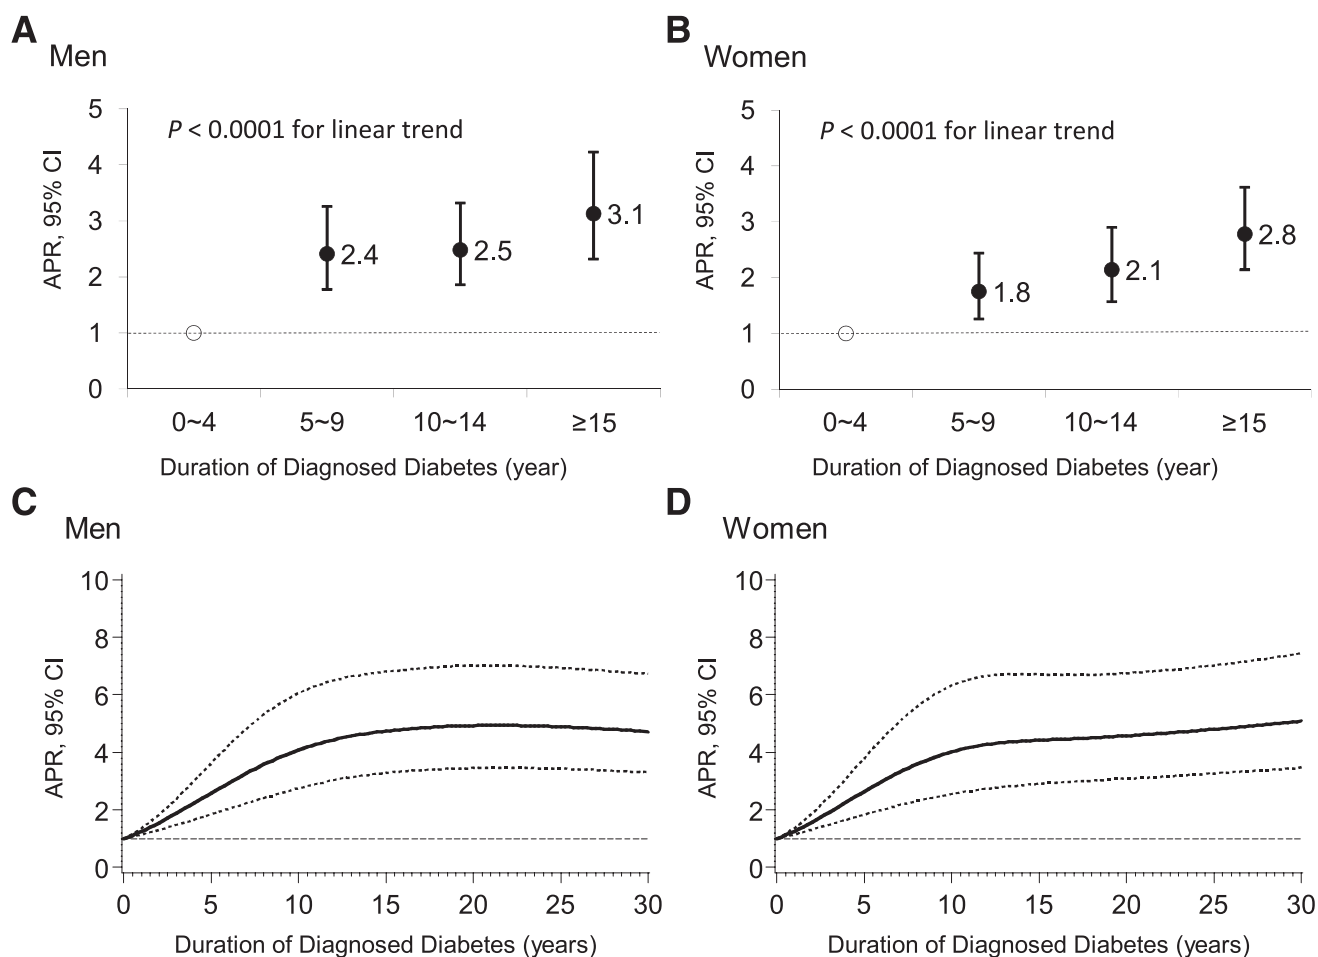 A
Men
P < 0.0001 for linear trend
APR, 95% CI
5
4
3
2
1
0
2.4
2.5
3.1
0~4
5~9
10~14
≥15
Duration of Diagnosed Diabetes (year)
B
Women
P < 0.0001 for linear trend
APR, 95% CI
5
4
3
2
1
0
1.8
2.1
2.8
0~4
5~9
10~14
≥15
Duration of Diagnosed Diabetes (year)
C
Men
APR, 95% CI
10
8
6
4
2
0
0
5
10
15
20
25
30
Duration of Diagnosed Diabetes (years)
D
Women
APR, 95% CI
10
8
6
4
2
0
0
5
10
15
20
25
30
Duration of Diagnosed Diabetes (years)